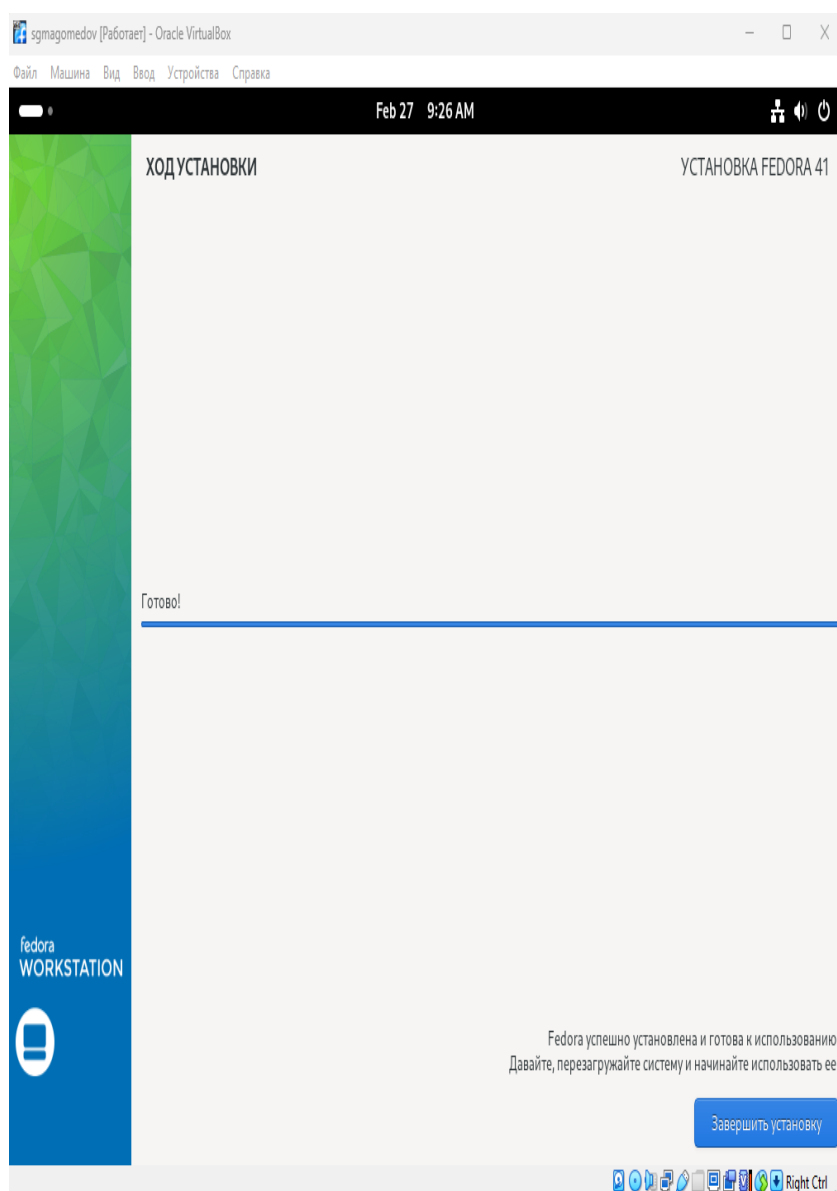 sgmagomedov [Работает] - Oracle VirtualBox
Файл Машина Вид Ввод Устройства Справка
Feb 27 9:26 AM
ХОД УСТАНОВКИ
УСТАНОВКА FEDORA 41
Готово!
fedora
WORKSTATION
Fedora успешно установлена и готова к использованию
Давайте, перезагружайте систему и начинайте использовать ее
Завершить установку
Right Ctrl